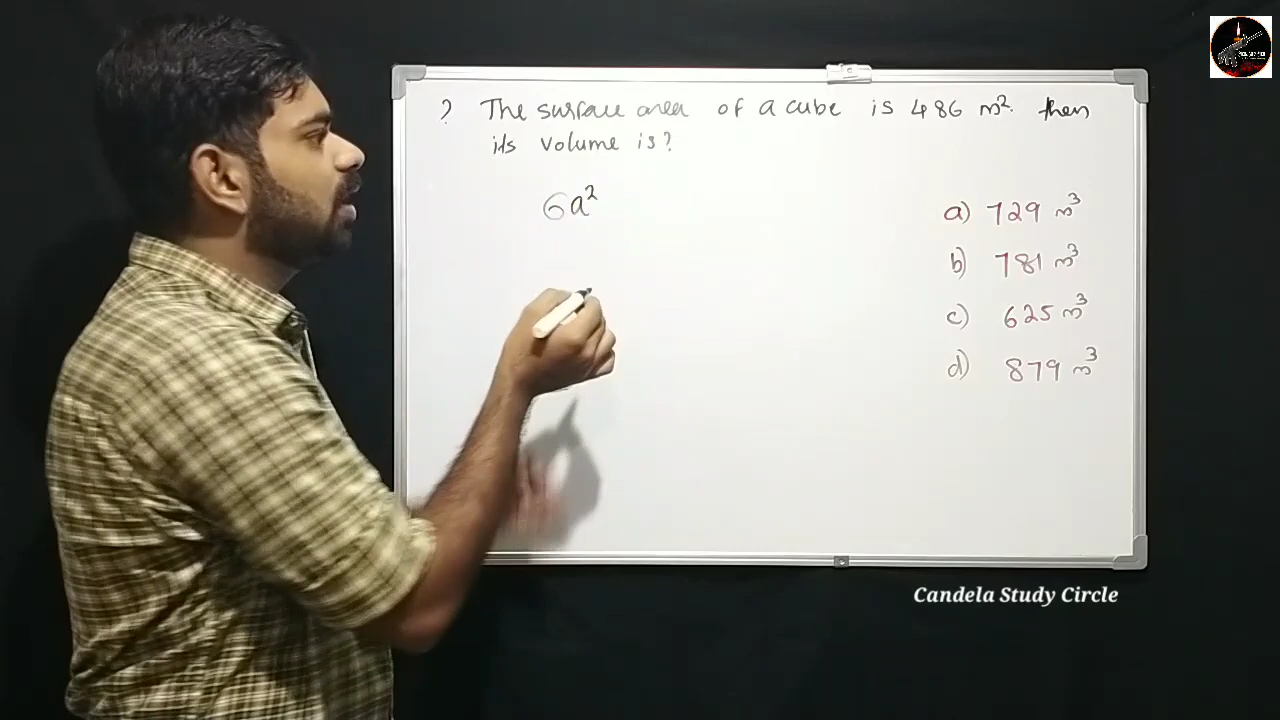 ? The surface area of a cube is 486 m². then
its volume is?
6a²
a) 729 m³
b) 781 m³
c) 625 m³
d) 879 m³
Candela Study Circle